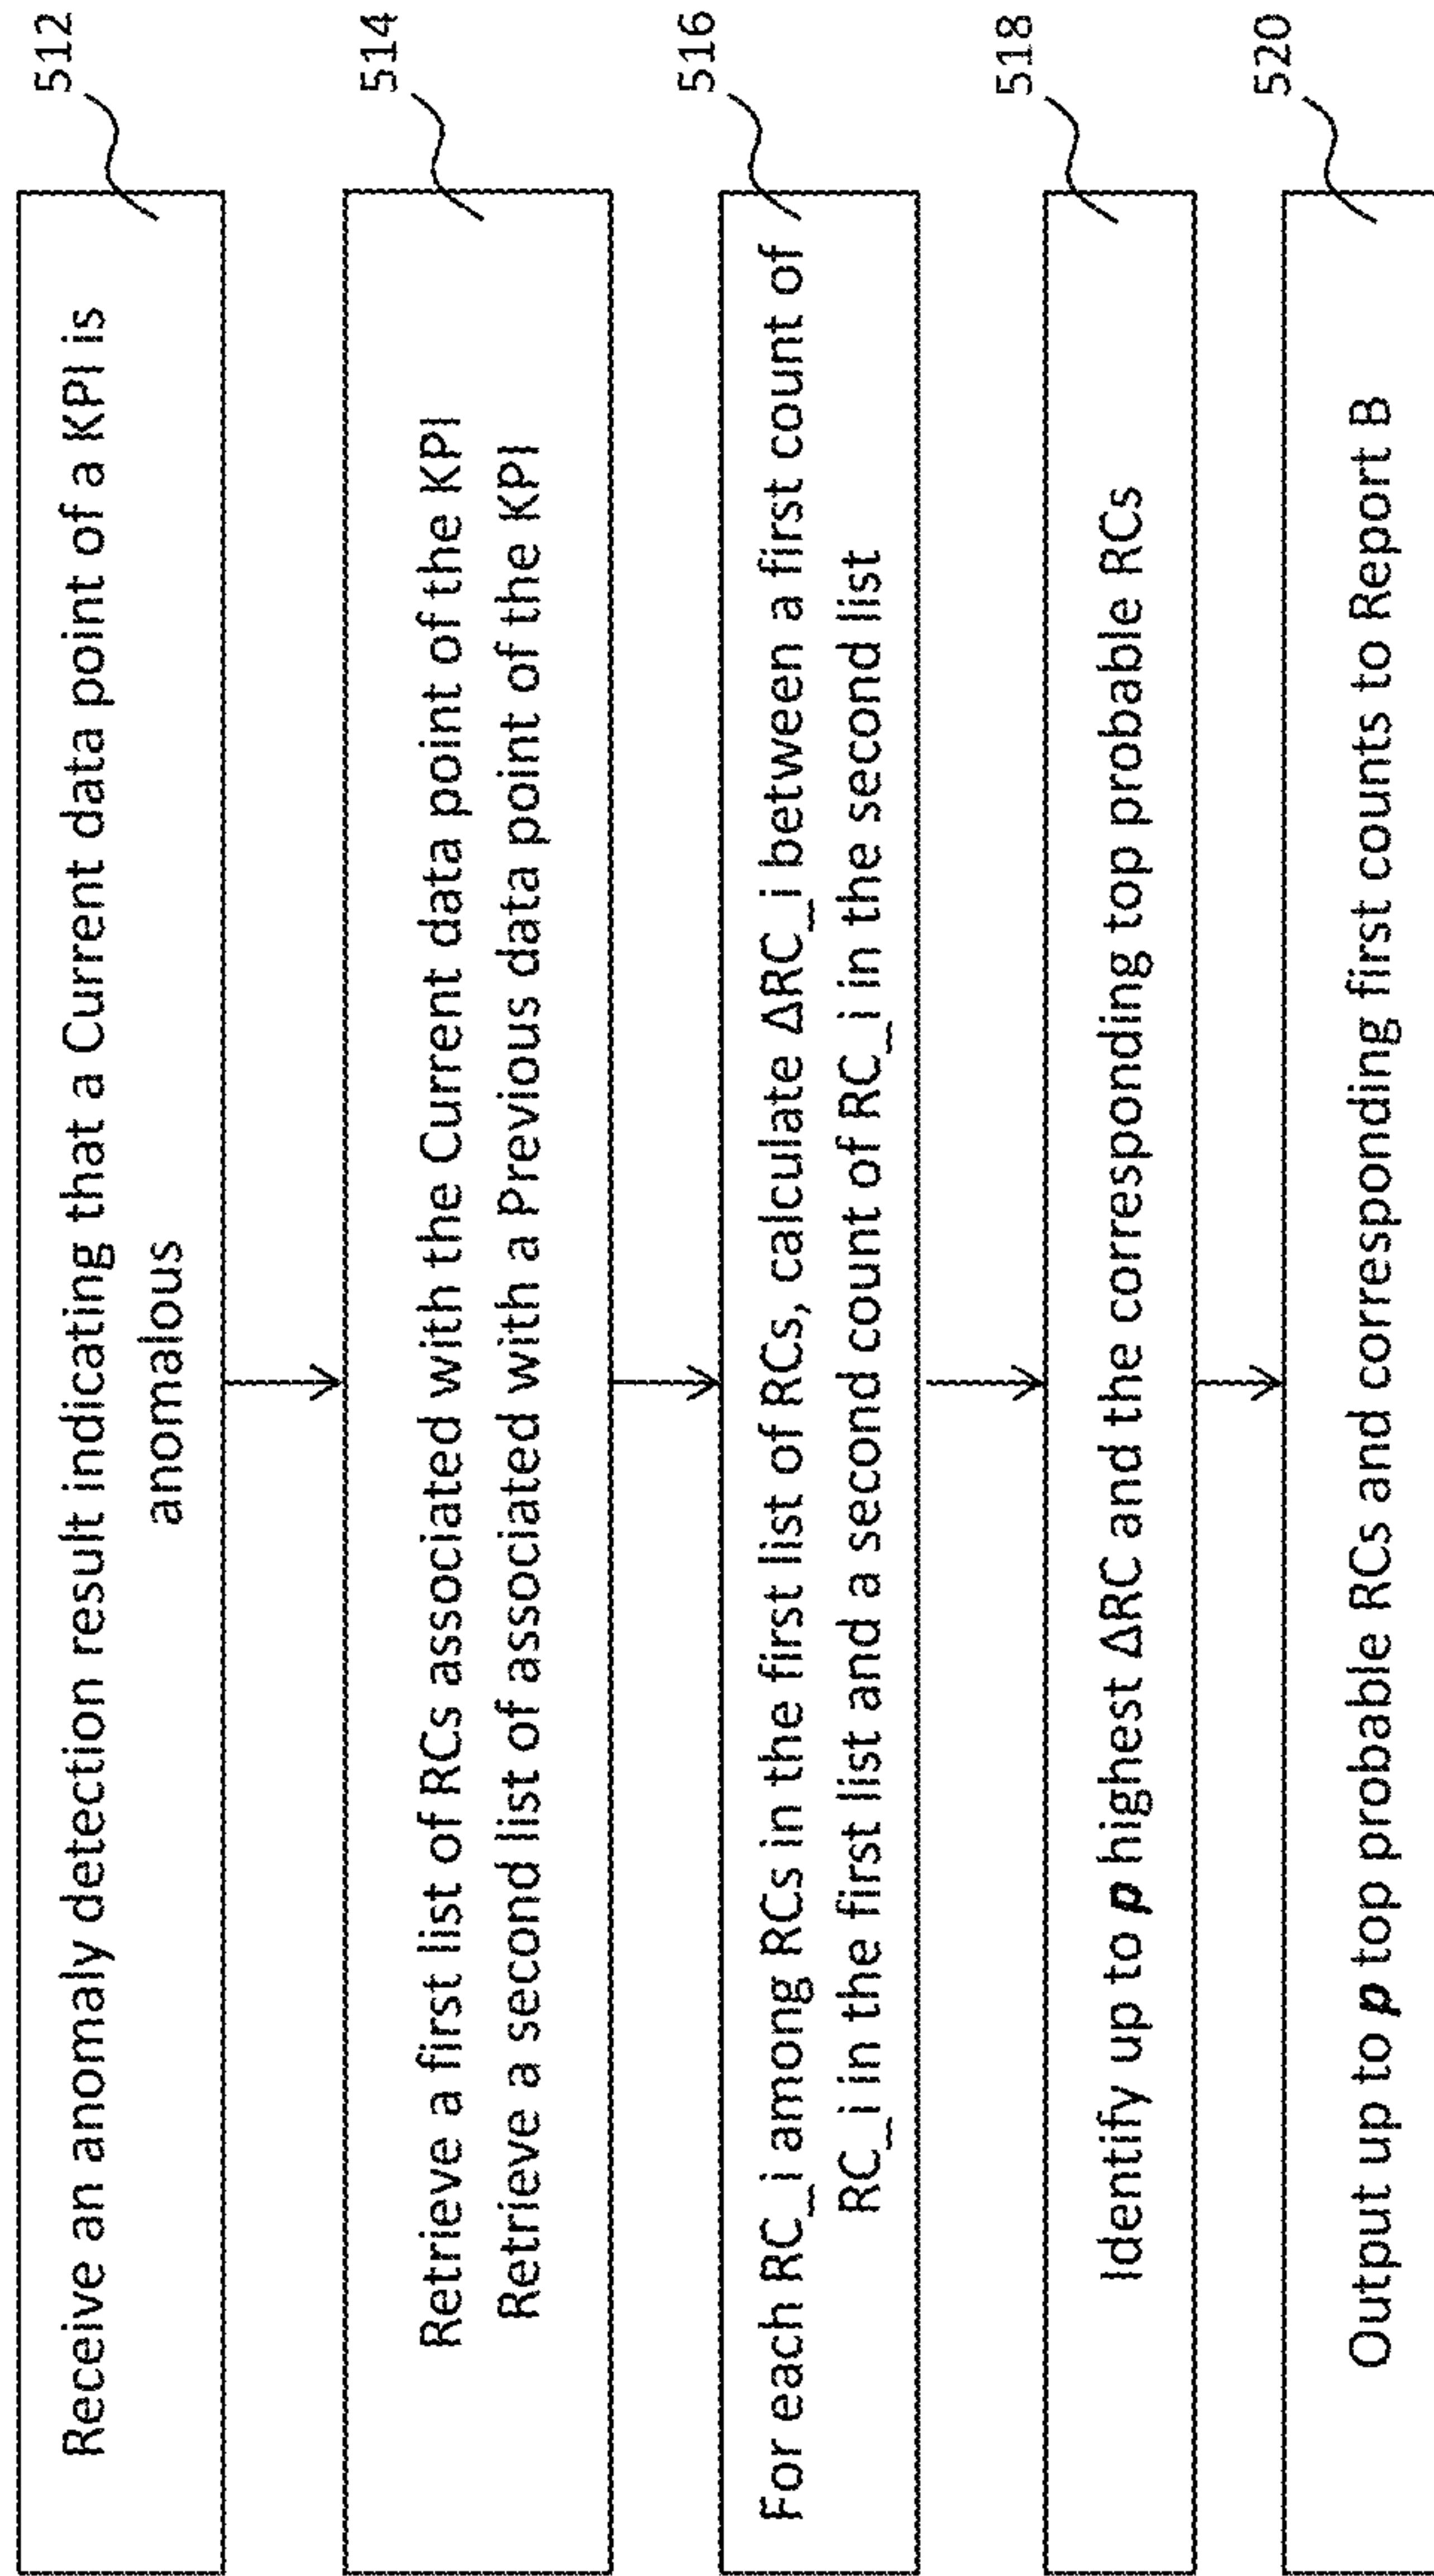 Receive an anomaly detection result indicating that a Current data point of a KPI is
anomalous
512
Retrieve a first list of RCs associated with the Current data point of the KPI
Retrieve a second list of associated with a Previous data point of the KPI
514
For each RC_i among RCs in the first list of RCs, calculate ΔRC_i between a first count of
RC_i in the first list and a second count of RC_i in the second list
516
Identify up to p highest ΔRC and the corresponding top probable RCs
518
Output up to p top probable RCs and corresponding first counts to Report B
520